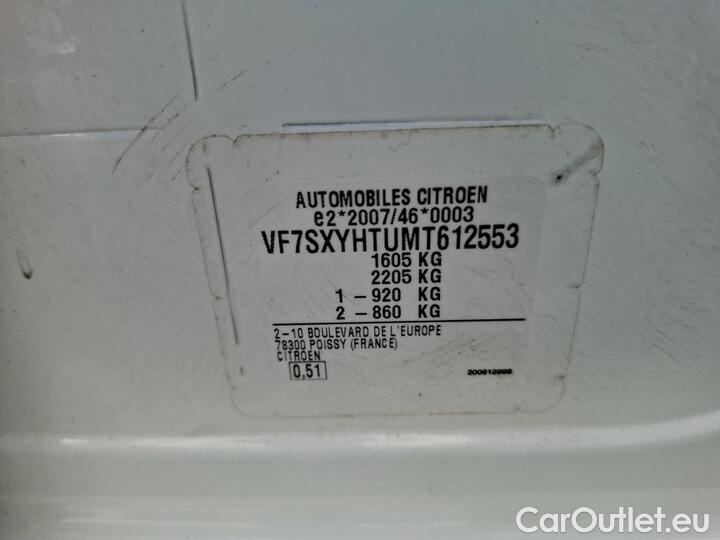 AUTOMOBILES CITROEN
e2*2007/46*0003
VF7SXYHTUMT612553
1605 KG
2205 KG
1 – 920 KG
2 – 860 KG
2–10 BOULEVARD DE L'EUROPE
78300 POISSY (FRANCE)
CITROEN
0,51
200612998
CarOutlet.eu